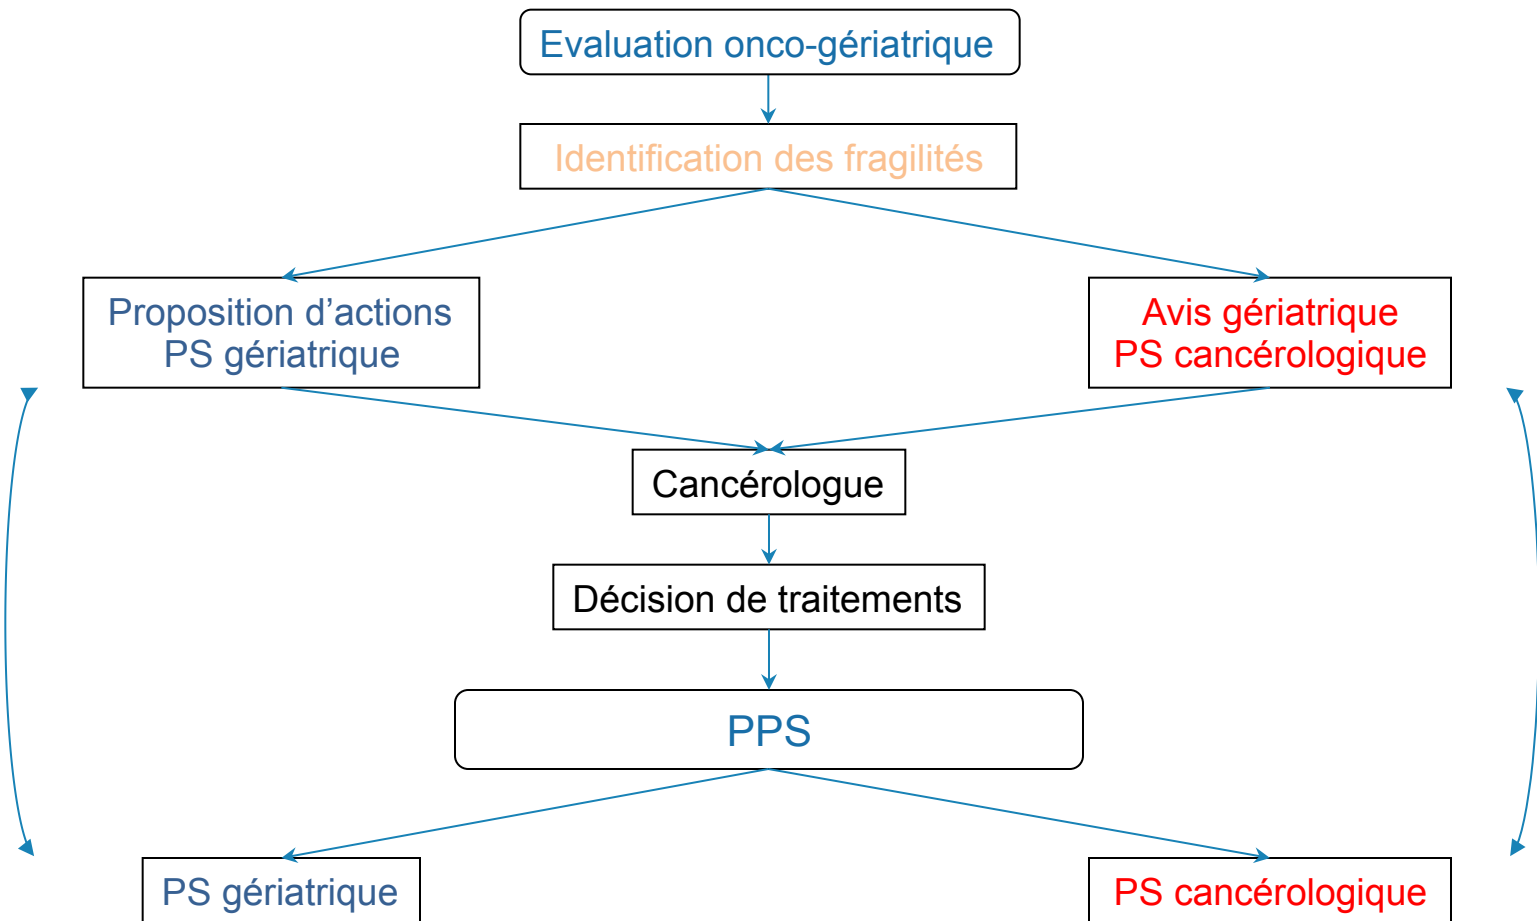 Evaluation onco-gériatrique
Identification des fragilités
Proposition d’actions
PS gériatrique
Avis gériatrique
PS cancérologique
Cancérologue
Décision de traitements
PPS
PS gériatrique
PS cancérologique